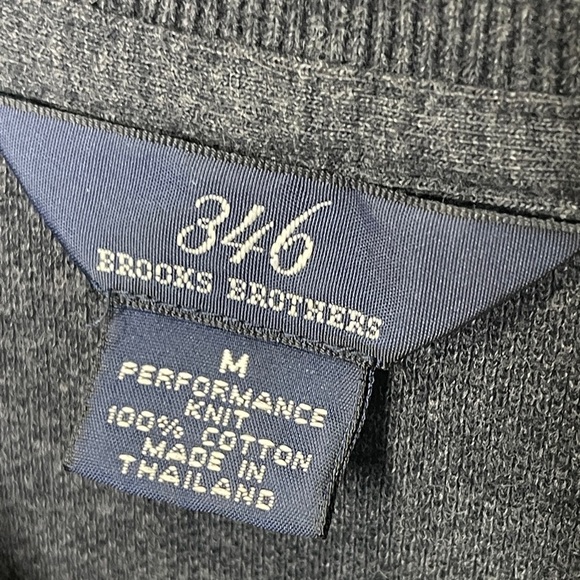 346
BROOKS BROTHERS
M
PERFORMANCE
KNIT
100% COTTON
MADE IN
THAILAND